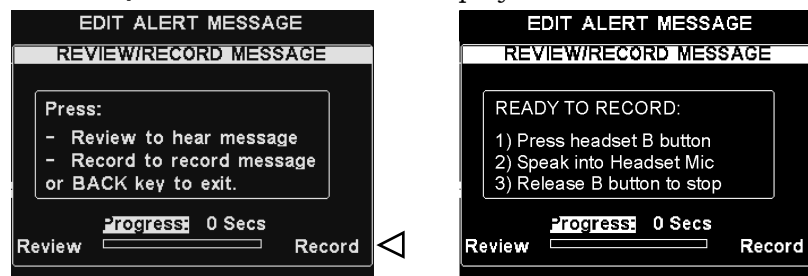 EDIT ALERT MESSAGE
REVIEW/RECORD MESSAGE
Press:
- Review to hear message
- Record to record message
or BACK key to exit.
Progress: 0 Secs
Review Record
EDIT ALERT MESSAGE
REVIEW/RECORD MESSAGE
READY TO RECORD:
1) Press headset B button
2) Speak into Headset Mic
3) Release B button to stop
Progress: 0 Secs
Review Record